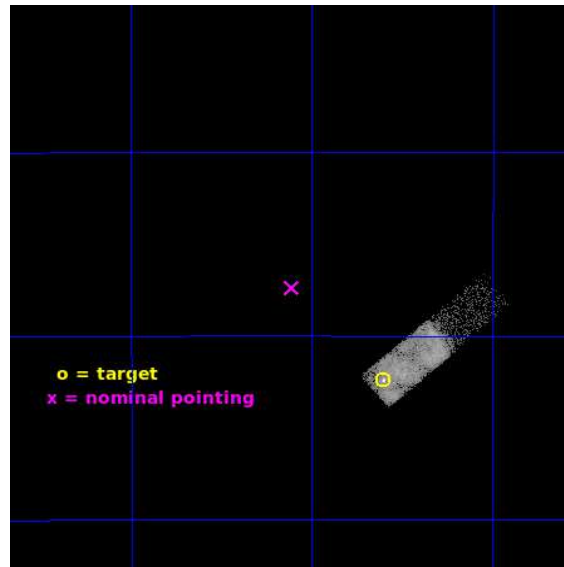 o = target
x = nominal pointing